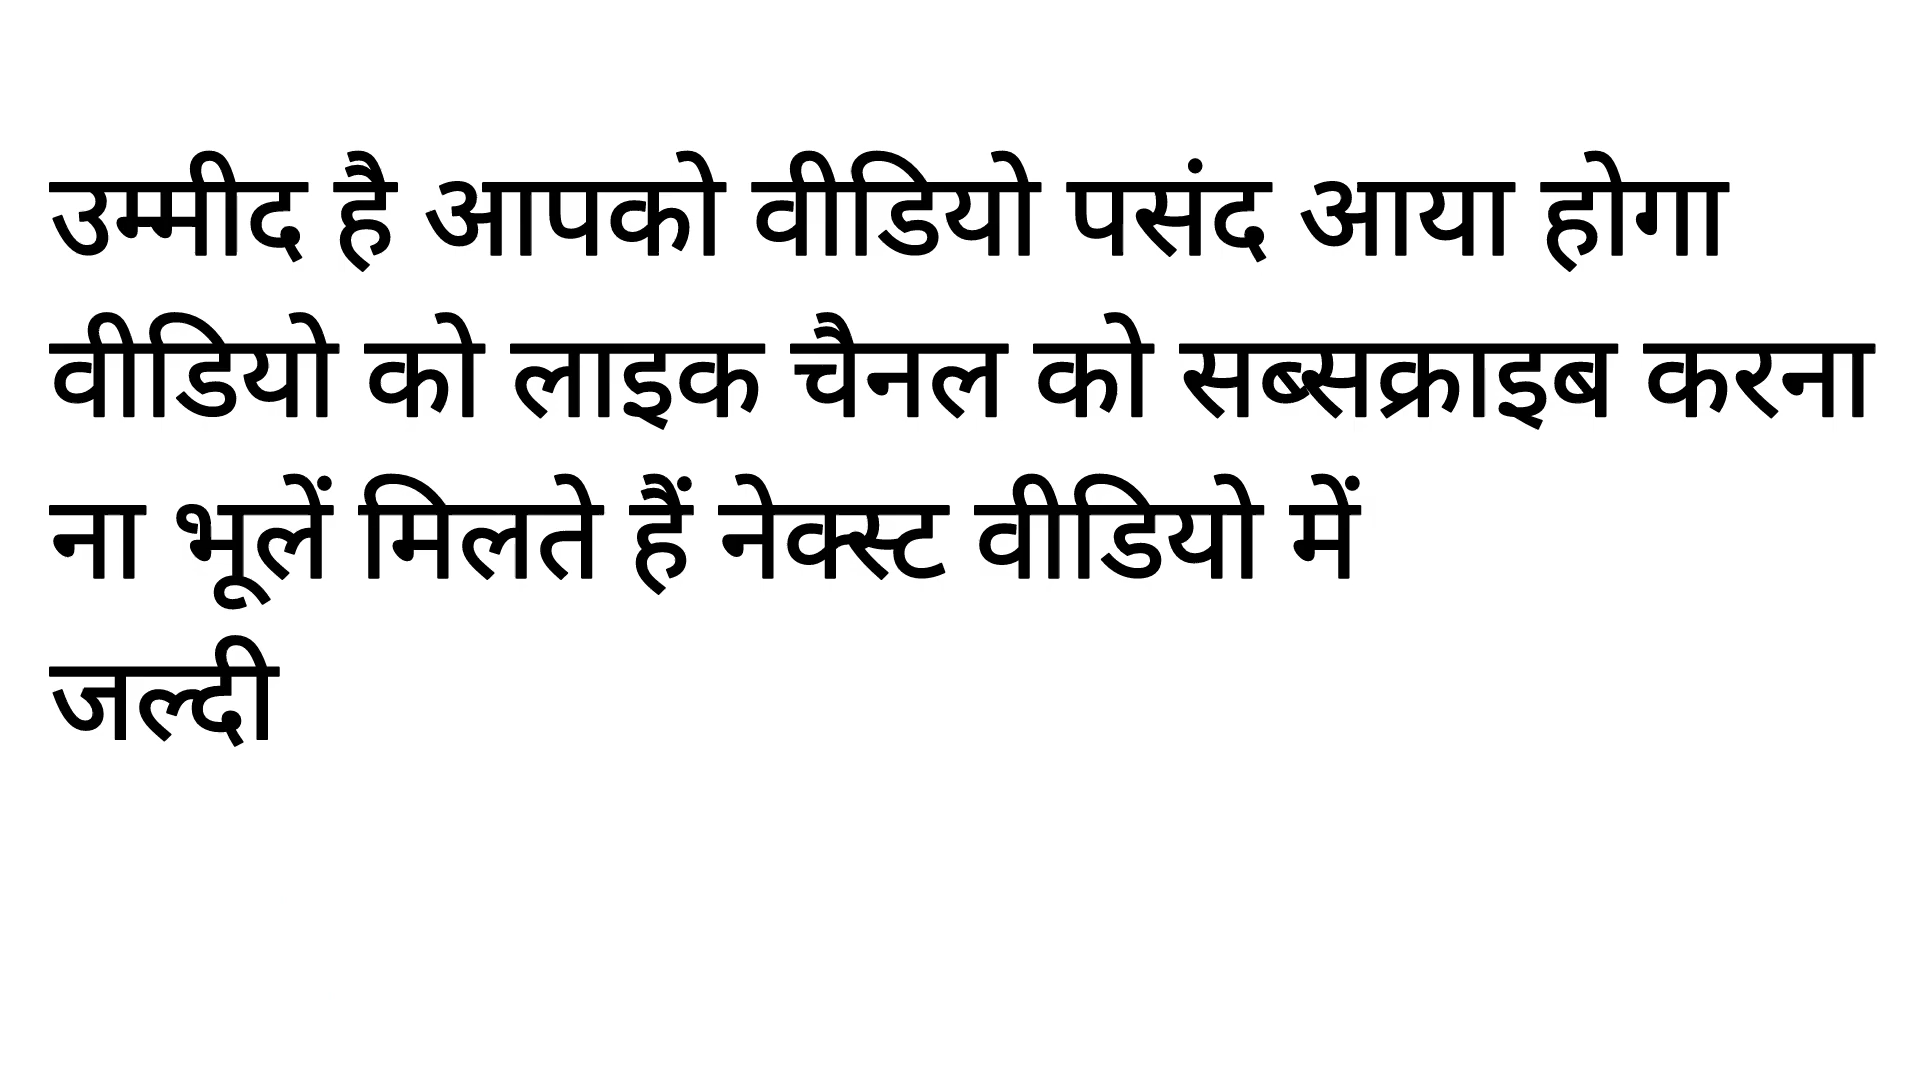 उम्मीद है आपको वीडियो पसंद आया होगा
वीडियो को लाइक चैनल को सब्सक्राइब करना
ना भूलें मिलते हैं नेक्स्ट वीडियो में
जल्दी